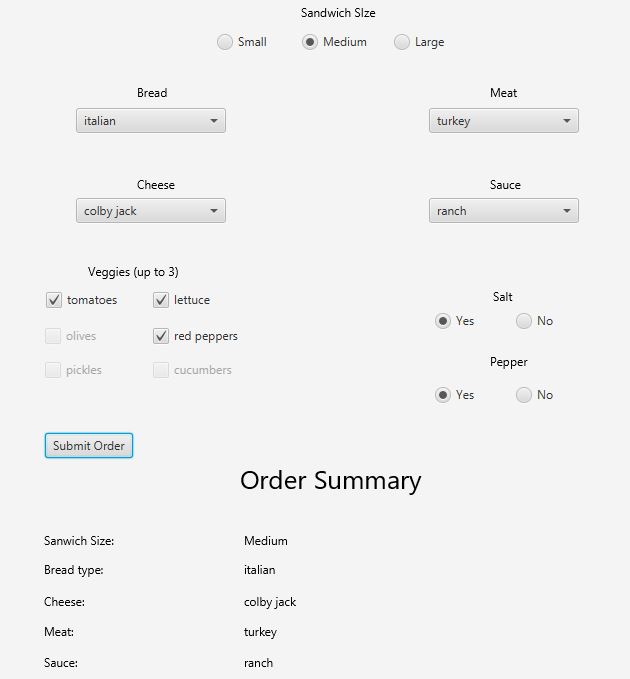 Sandwich SIze
Small Medium Large
Bread Meat
italian turkey
Cheese Sauce
colby jack ranch
Veggies (up to 3)
tomatoes lettuce
Salt
Yes No
olives red peppers
Pepper
pickles cucumbers
Yes No
Submit Order
Order Summary
Sanwich Size: Medium
Bread type: italian
Cheese: colby jack
Meat: turkey
Sauce: ranch